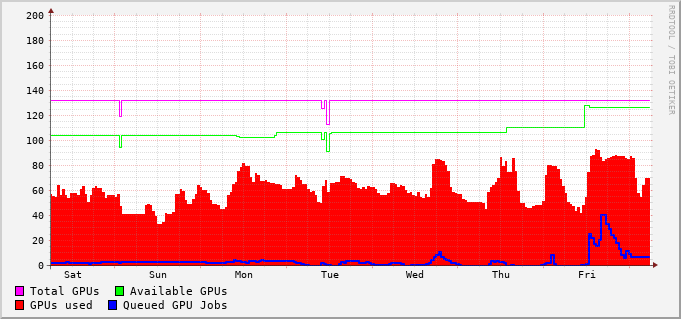 200
180
160
140
120
100
80
60
40
20
0
Sat Sun Mon Tue Wed Thu Fri
Total GPUs Available GPUs
GPUs used Queued GPU Jobs
RRDTOOL / TOBI OETIKER